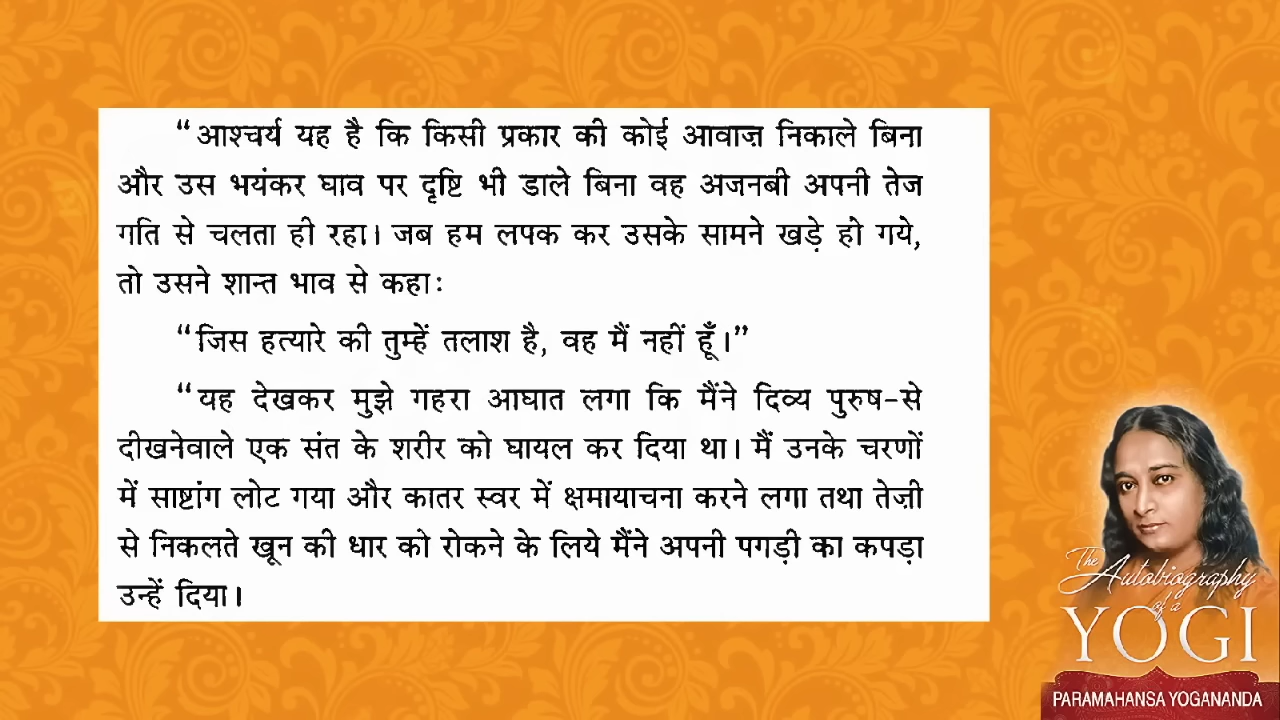 “आश्चर्य यह है कि किसी प्रकार की कोई आवाज़ निकाले बिना
और उस भयंकर घाव पर दृष्टि भी डाले बिना वह अजनबी अपनी तेज
गति से चलता ही रहा। जब हम लपक कर उसके सामने खड़े हो गये,
तो उसने शान्त भाव से कहा:
“जिस हत्यारे की तुम्हें तलाश है, वह मैं नहीं हूँ।”
“यह देखकर मुझे गहरा आघात लगा कि मैंने दिव्य पुरुष-से
दीखनेवाले एक संत के शरीर को घायल कर दिया था। मैं उनके चरणों
में साष्टांग लोट गया और कातर स्वर में क्षमायाचना करने लगा तथा तेज़ी
से निकलते खून की धार को रोकने के लिये मैंने अपनी पगड़ी का कपड़ा
उन्हें दिया।
The
Autobiography
of a
YOGI
PARAMAHANSA YOGANANDA